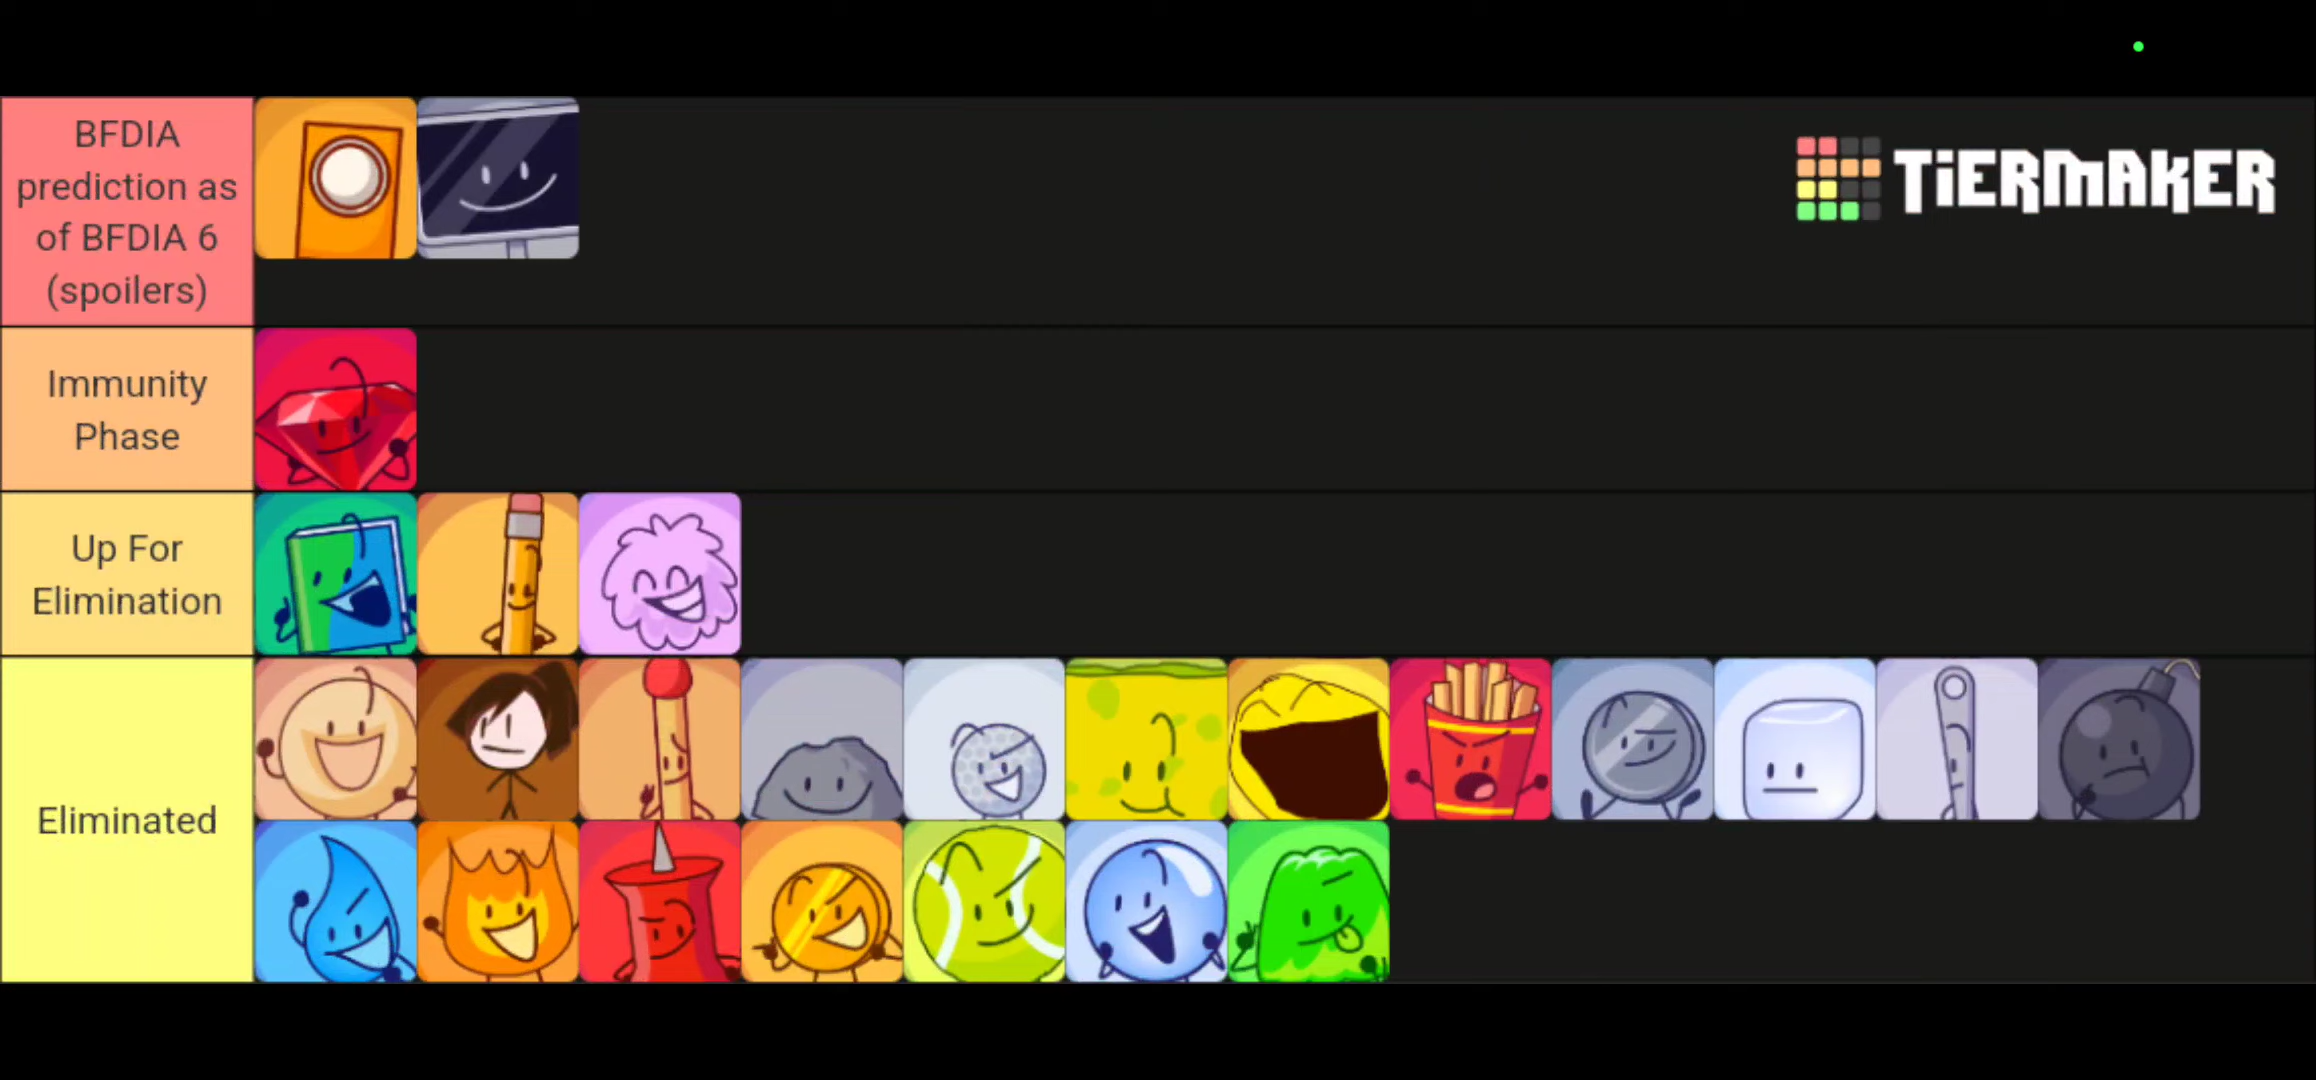 BFDIA
prediction as
of BFDIA 6
(spoilers)
TiERMAKER
Immunity
Phase
Up For
Elimination
Eliminated